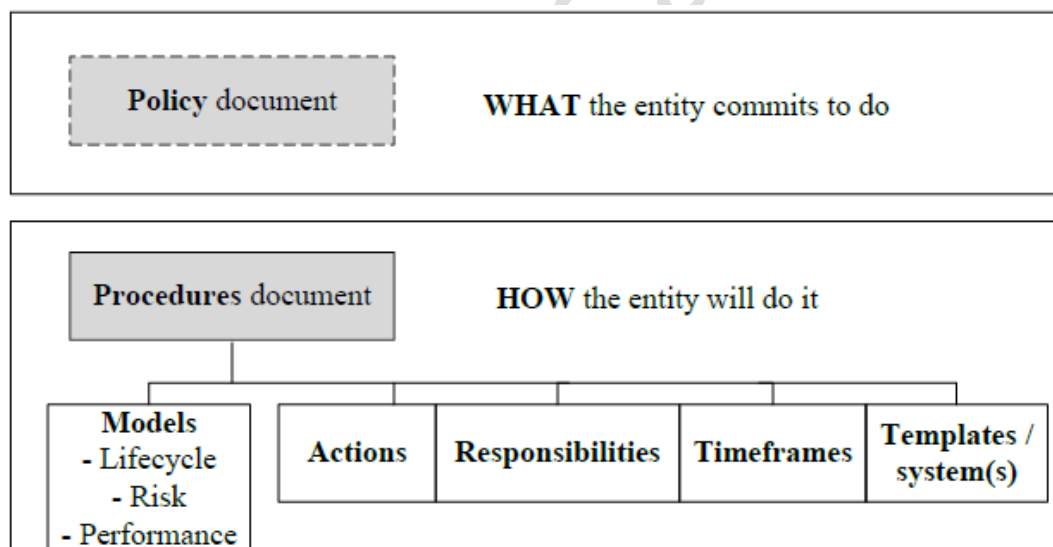 Policy document
WHAT the entity commits to do
Procedures document
HOW the entity will do it
Models
- Lifecycle
- Risk
- Performance
Actions
Responsibilities
Timeframes
Templates /
system(s)